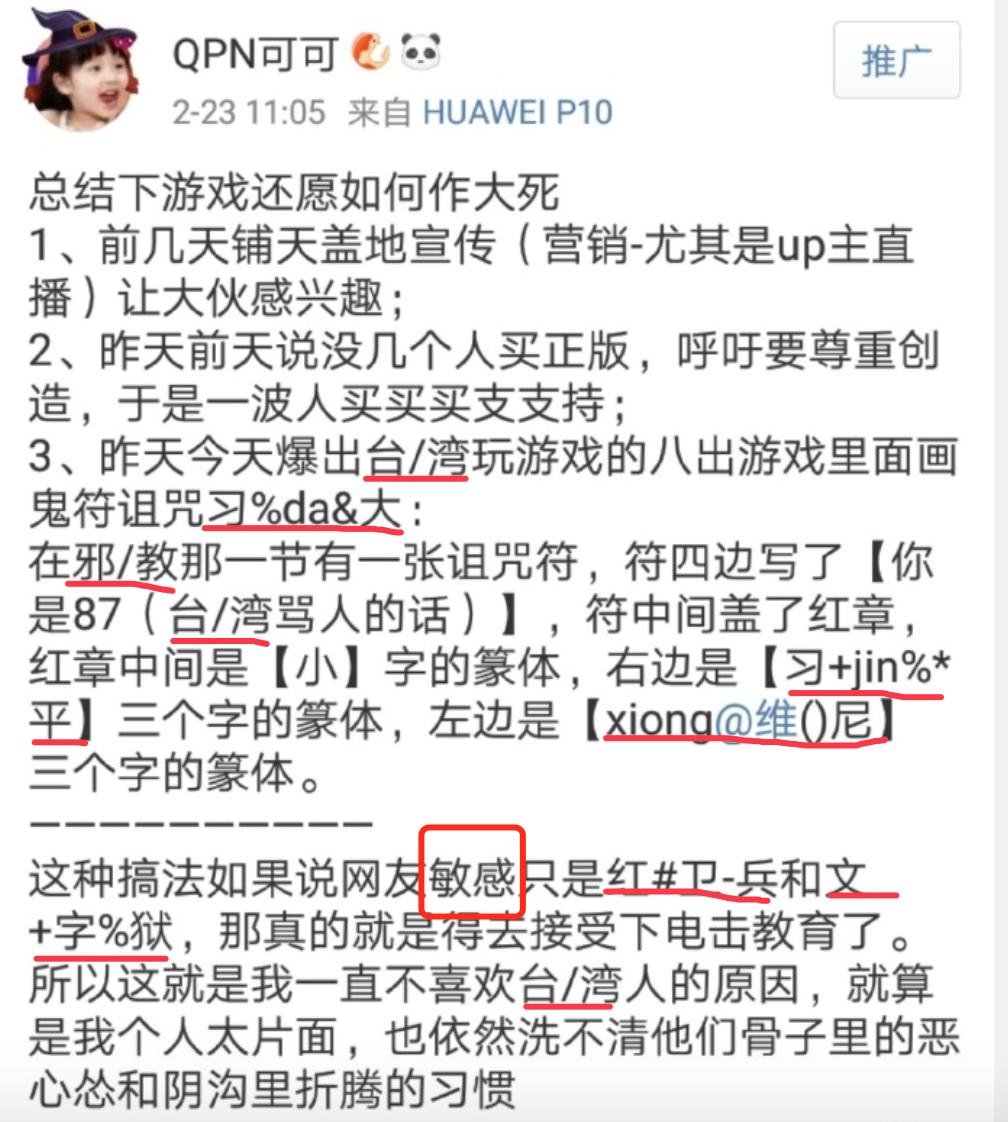 QPN可可
推广
2-23 11:05 来自 HUAWEI P10
总结下游戏还愿如何作大死
1、前几天铺天盖地宣传（营销-尤其是up主直
播）让大伙感兴趣；
2、昨天前天说没几个人买正版，呼吁要尊重创
造，于是一波人买买买支支持；
3、昨天今天爆出台/湾玩游戏的八出游戏里面画
鬼符诅咒习%da&大：
在邪/教那一节有一张诅咒符，符四边写了【你
是87（台/湾骂人的话）】，符中间盖了红章，
红章中间是【小】字的篆体，右边是【习+jin%*
平】三个字的篆体，左边是【xiong@维()尼】
三个字的篆体。
——————————
这种搞法如果说网友敏感只是红#卫-兵和文
+字%狱，那真的就是得去接受下电击教育了。
所以这就是我一直不喜欢台/湾人的原因，就算
是我个人太片面，也依然洗不清他们骨子里的恶
心怂和阴沟里折腾的习惯